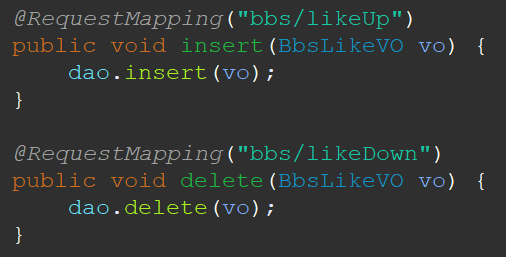 @RequestMapping("bbs/likeUp")
public void insert(BbsLikeVO vo) {
    dao.insert(vo);
}

@RequestMapping("bbs/likeDown")
public void delete(BbsLikeVO vo) {
    dao.delete(vo);
}